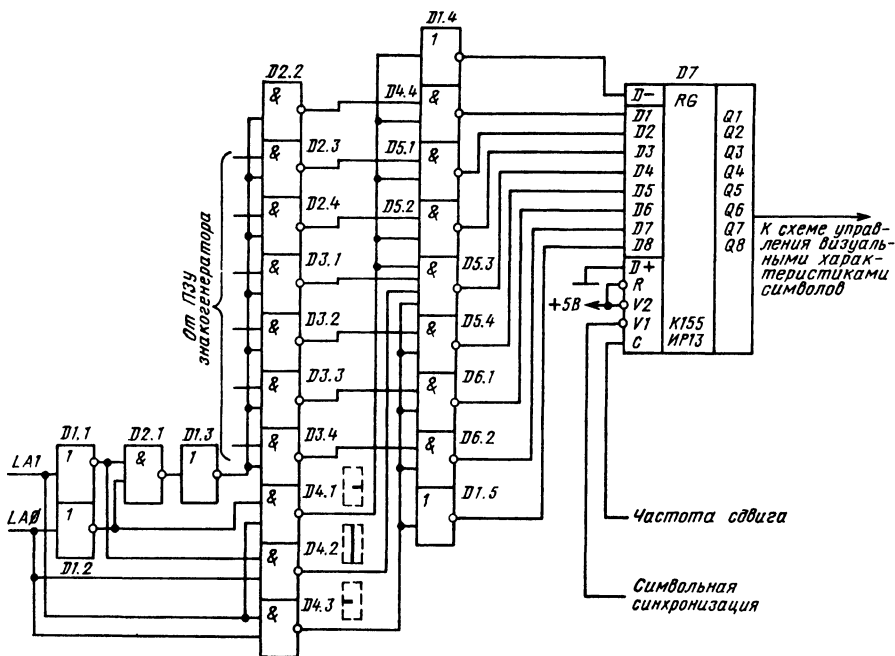 D1.4
1
D7
D2.2
&
D4.4
&
D-
RG
D1
Q1
D2
Q2
D3
Q3
D4
Q4
D5
Q5
D6
Q6
D7
Q7
D8
Q8
D+
R
V2
V1
C
К155
ИР13
+5В
К схеме управ-
ления визуаль-
ными харак-
теристиками
символов
&
D2.3
D5.1
&
&
D2.4
D5.2
&
&
D3.1
&
D5.3
&
D3.2
&
D5.4
&
D3.3
&
D6.1
&
D3.4
&
D6.2
От ПЗУ
знакогенератора
D1.1
1
D2.1
&
D1.3
1
LA1
LAØ
1
D1.2
&
D4.1
1
D1.5
&
D4.2
&
D4.3
Частота сдвига
Символьная
синхронизация